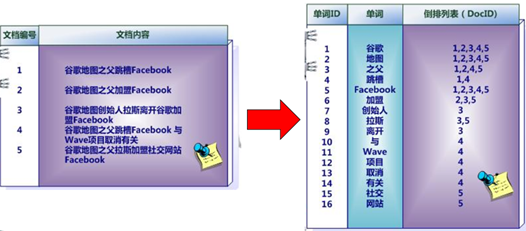 文档编号 文档内容
1 谷歌地图之父跳槽Facebook
2 谷歌地图之父加盟Facebook
3 谷歌地图创始人拉斯离开谷歌加
盟Facebook
4 谷歌地图之父跳槽Facebook 与
Wave项目取消有关
5 谷歌地图之父拉斯加盟社交网站
Facebook
单词ID 单词 倒排列表（DocID）
1 谷歌 1,2,3,4,5
2 地图 1,2,3,4,5
3 之父 1,2,4,5
4 跳槽 1,4
5 Facebook 1,2,3,4,5
6 加盟 2,3,5
7 创始人 3
8 拉斯 3,5
9 离开 3
10 与 4
11 Wave 4
12 项目 4
13 取消 4
14 有关 4
15 社交 5
16 网站 5